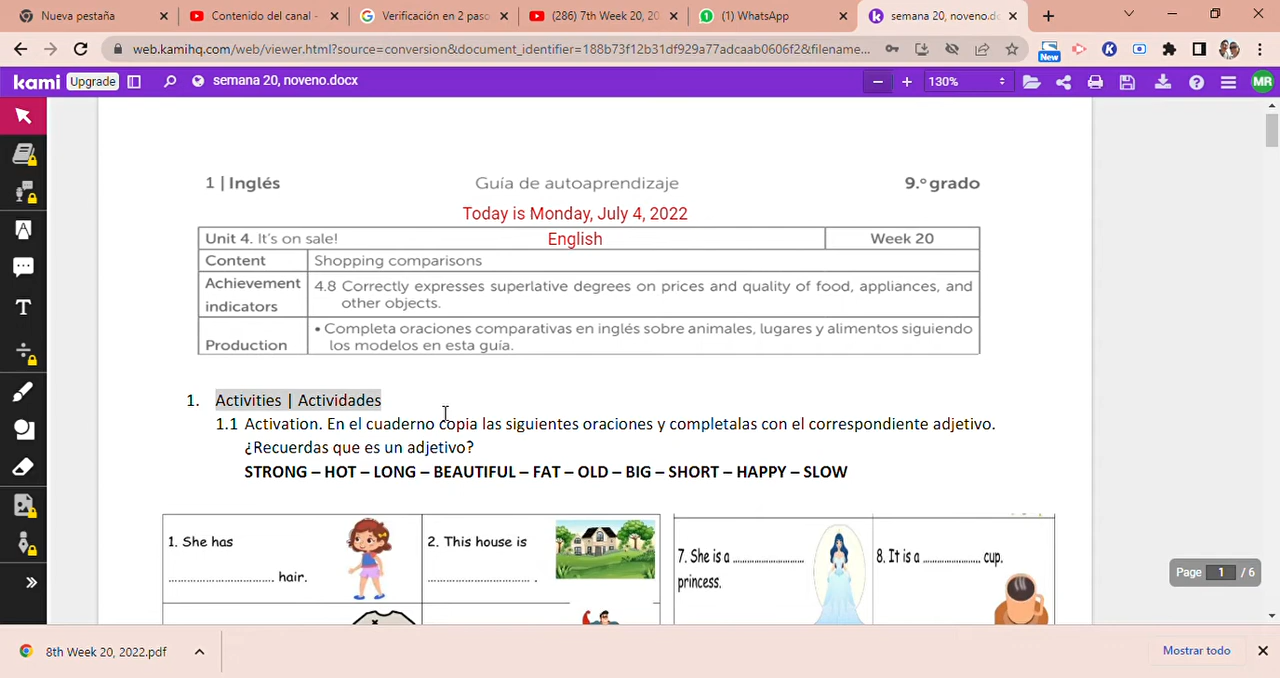 Nueva pestaña
Contenido del canal -
Verificación en 2 paso
(286) 7th Week 20, 20
(1) WhatsApp
semana 20, noveno.do
web.kamihq.com/web/viewer.html?source=conversion&document_identifier=188b73f12b31df929a77adcaab0606f2&filename...
New
kami Upgrade semana 20, noveno.docx 130% MR
1 | Inglés Guía de autoaprendizaje 9.° grado
Today is Monday, July 4, 2022
Unit 4. It's on sale! English Week 20
Content Shopping comparisons
Achievement indicators 4.8 Correctly expresses superlative degrees on prices and quality of food, appliances, and
other objects.
Production • Completa oraciones comparativas en inglés sobre animales, lugares y alimentos siguiendo
los modelos en esta guía.
1. Activities | Actividades
1.1 Activation. En el cuaderno copia las siguientes oraciones y completalas con el correspondiente adjetivo.
¿Recuerdas que es un adjetivo?
STRONG – HOT – LONG – BEAUTIFUL – FAT – OLD – BIG – SHORT – HAPPY – SLOW
1. She has
.............................. hair.
2. This house is
.............................. .
7. She is a ......................
princess.
8. It is a .................. cup.
Page 1 / 6
8th Week 20, 2022.pdf
Mostrar todo